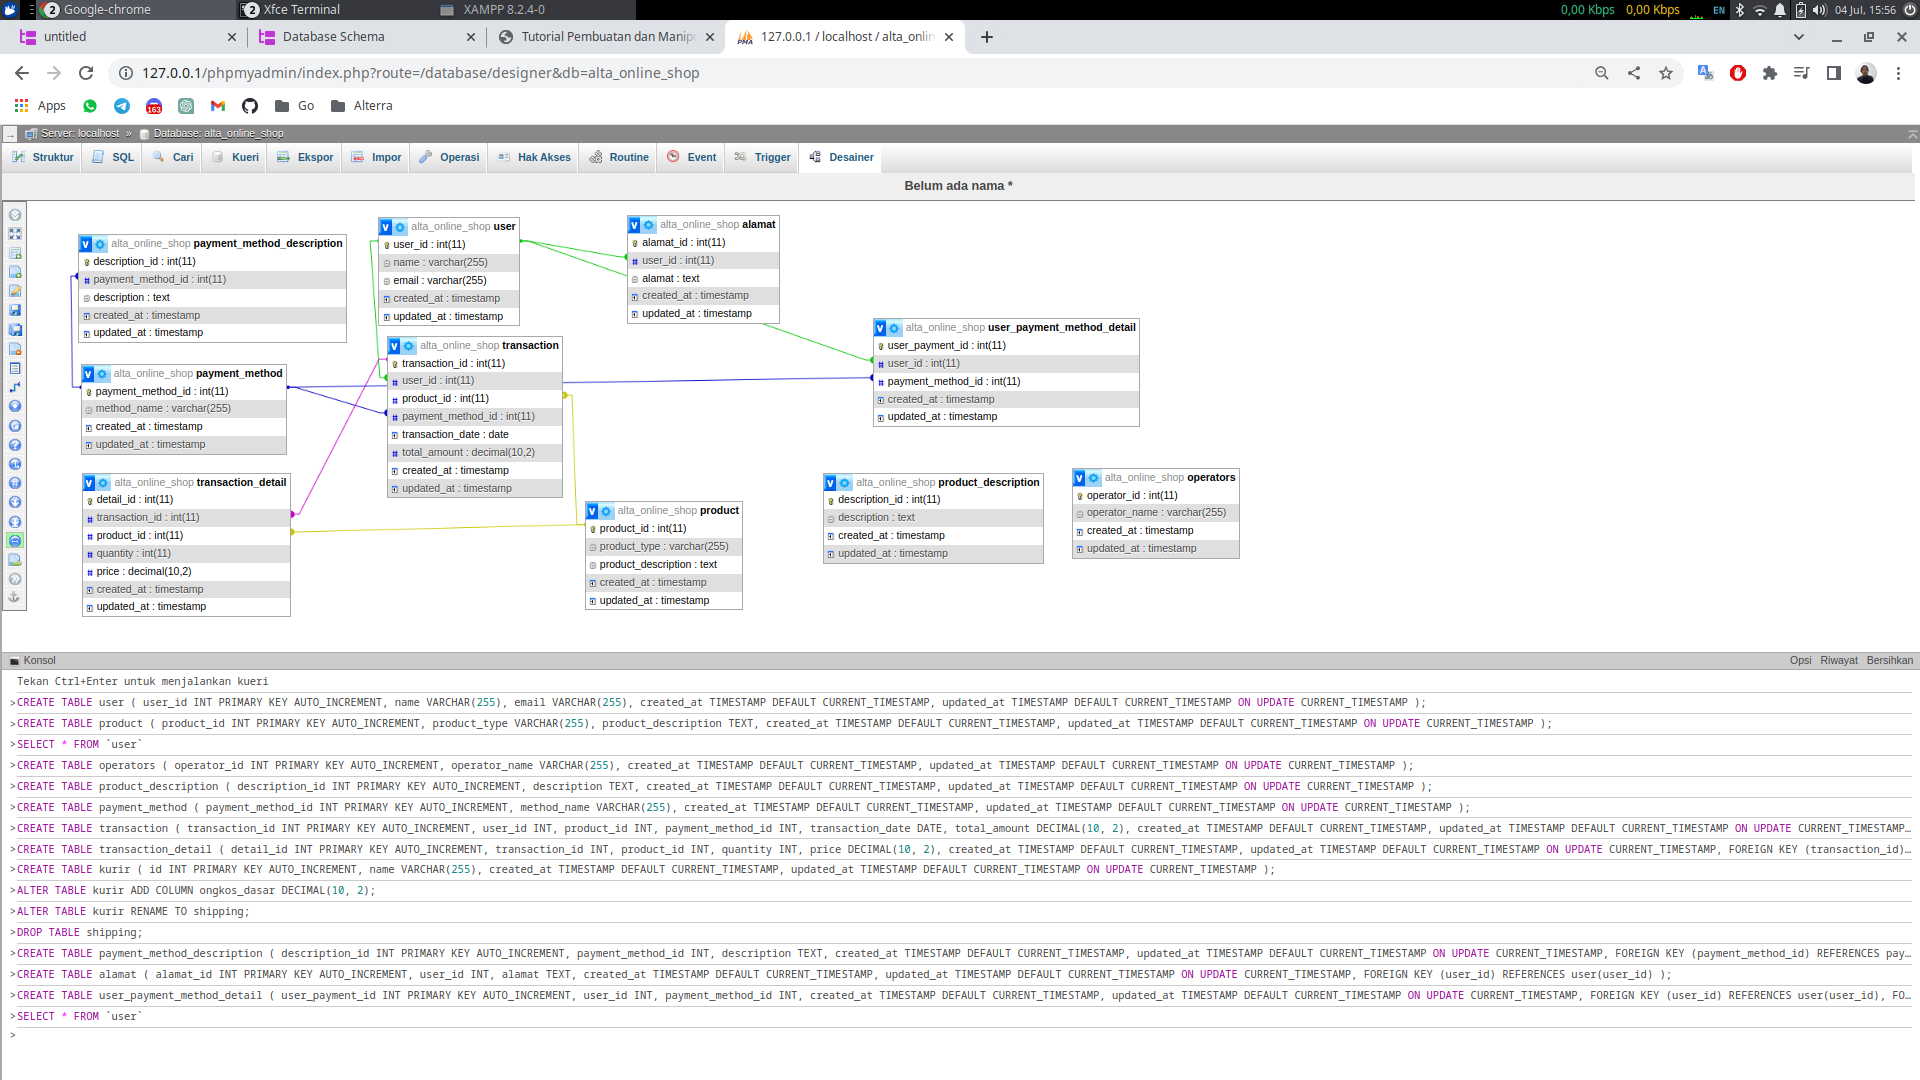 2 Google-chrome 2 Xfce Terminal XAMPP 8.2.4-0 0,00 Kbps 0,00 Kbps EN 04 Jul, 15:56
untitled Database Schema Tutorial Pembuatan dan Manipu 127.0.0.1 / localhost / alta_onlin
127.0.0.1/phpmyadmin/index.php?route=/database/designer&db=alta_online_shop
Apps 163 Go Alterra
Server: localhost » Database: alta_online_shop
Struktur SQL Cari Kueri Ekspor Impor Operasi Hak Akses Routine Event Trigger Desainer
Belum ada nama *
alta_online_shop payment_method_description
description_id : int(11)
payment_method_id : int(11)
description : text
created_at : timestamp
updated_at : timestamp
alta_online_shop user
user_id : int(11)
name : varchar(255)
email : varchar(255)
created_at : timestamp
updated_at : timestamp
alta_online_shop alamat
alamat_id : int(11)
user_id : int(11)
alamat : text
created_at : timestamp
updated_at : timestamp
alta_online_shop user_payment_method_detail
user_payment_id : int(11)
user_id : int(11)
payment_method_id : int(11)
created_at : timestamp
updated_at : timestamp
alta_online_shop payment_method
payment_method_id : int(11)
method_name : varchar(255)
created_at : timestamp
updated_at : timestamp
alta_online_shop transaction
transaction_id : int(11)
user_id : int(11)
product_id : int(11)
payment_method_id : int(11)
transaction_date : date
total_amount : decimal(10,2)
created_at : timestamp
updated_at : timestamp
alta_online_shop transaction_detail
detail_id : int(11)
transaction_id : int(11)
product_id : int(11)
quantity : int(11)
price : decimal(10,2)
created_at : timestamp
updated_at : timestamp
alta_online_shop product
product_id : int(11)
product_type : varchar(255)
product_description : text
created_at : timestamp
updated_at : timestamp
alta_online_shop product_description
description_id : int(11)
description : text
created_at : timestamp
updated_at : timestamp
alta_online_shop operators
operator_id : int(11)
operator_name : varchar(255)
created_at : timestamp
updated_at : timestamp
Konsol Opsi Riwayat Bersihkan
Tekan Ctrl+Enter untuk menjalankan kueri
>CREATE TABLE user ( user_id INT PRIMARY KEY AUTO_INCREMENT, name VARCHAR(255), email VARCHAR(255), created_at TIMESTAMP DEFAULT CURRENT_TIMESTAMP, updated_at TIMESTAMP DEFAULT CURRENT_TIMESTAMP ON UPDATE CURRENT_TIMESTAMP );
>CREATE TABLE product ( product_id INT PRIMARY KEY AUTO_INCREMENT, product_type VARCHAR(255), product_description TEXT, created_at TIMESTAMP DEFAULT CURRENT_TIMESTAMP, updated_at TIMESTAMP DEFAULT CURRENT_TIMESTAMP ON UPDATE CURRENT_TIMESTAMP );
>SELECT * FROM `user`
>CREATE TABLE operators ( operator_id INT PRIMARY KEY AUTO_INCREMENT, operator_name VARCHAR(255), created_at TIMESTAMP DEFAULT CURRENT_TIMESTAMP, updated_at TIMESTAMP DEFAULT CURRENT_TIMESTAMP ON UPDATE CURRENT_TIMESTAMP );
>CREATE TABLE product_description ( description_id INT PRIMARY KEY AUTO_INCREMENT, description TEXT, created_at TIMESTAMP DEFAULT CURRENT_TIMESTAMP, updated_at TIMESTAMP DEFAULT CURRENT_TIMESTAMP ON UPDATE CURRENT_TIMESTAMP );
>CREATE TABLE payment_method ( payment_method_id INT PRIMARY KEY AUTO_INCREMENT, method_name VARCHAR(255), created_at TIMESTAMP DEFAULT CURRENT_TIMESTAMP, updated_at TIMESTAMP DEFAULT CURRENT_TIMESTAMP ON UPDATE CURRENT_TIMESTAMP );
>CREATE TABLE transaction ( transaction_id INT PRIMARY KEY AUTO_INCREMENT, user_id INT, product_id INT, payment_method_id INT, transaction_date DATE, total_amount DECIMAL(10, 2), created_at TIMESTAMP DEFAULT CURRENT_TIMESTAMP, updated_at TIMESTAMP DEFAULT CURRENT_TIMESTAMP ON UPDATE CURRENT_TIMESTAMP…
>CREATE TABLE transaction_detail ( detail_id INT PRIMARY KEY AUTO_INCREMENT, transaction_id INT, product_id INT, quantity INT, price DECIMAL(10, 2), created_at TIMESTAMP DEFAULT CURRENT_TIMESTAMP, updated_at TIMESTAMP DEFAULT CURRENT_TIMESTAMP ON UPDATE CURRENT_TIMESTAMP, FOREIGN KEY (transaction_id)…
>CREATE TABLE kurir ( id INT PRIMARY KEY AUTO_INCREMENT, name VARCHAR(255), created_at TIMESTAMP DEFAULT CURRENT_TIMESTAMP, updated_at TIMESTAMP DEFAULT CURRENT_TIMESTAMP ON UPDATE CURRENT_TIMESTAMP );
>ALTER TABLE kurir ADD COLUMN ongkos_dasar DECIMAL(10, 2);
>ALTER TABLE kurir RENAME TO shipping;
>DROP TABLE shipping;
>CREATE TABLE payment_method_description ( description_id INT PRIMARY KEY AUTO_INCREMENT, payment_method_id INT, description TEXT, created_at TIMESTAMP DEFAULT CURRENT_TIMESTAMP, updated_at TIMESTAMP DEFAULT CURRENT_TIMESTAMP ON UPDATE CURRENT_TIMESTAMP, FOREIGN KEY (payment_method_id) REFERENCES pay…
>CREATE TABLE alamat ( alamat_id INT PRIMARY KEY AUTO_INCREMENT, user_id INT, alamat TEXT, created_at TIMESTAMP DEFAULT CURRENT_TIMESTAMP, updated_at TIMESTAMP DEFAULT CURRENT_TIMESTAMP ON UPDATE CURRENT_TIMESTAMP, FOREIGN KEY (user_id) REFERENCES user(user_id) );
>CREATE TABLE user_payment_method_detail ( user_payment_id INT PRIMARY KEY AUTO_INCREMENT, user_id INT, payment_method_id INT, created_at TIMESTAMP DEFAULT CURRENT_TIMESTAMP, updated_at TIMESTAMP DEFAULT CURRENT_TIMESTAMP ON UPDATE CURRENT_TIMESTAMP, FOREIGN KEY (user_id) REFERENCES user(user_id), FO…
>SELECT * FROM `user`
>